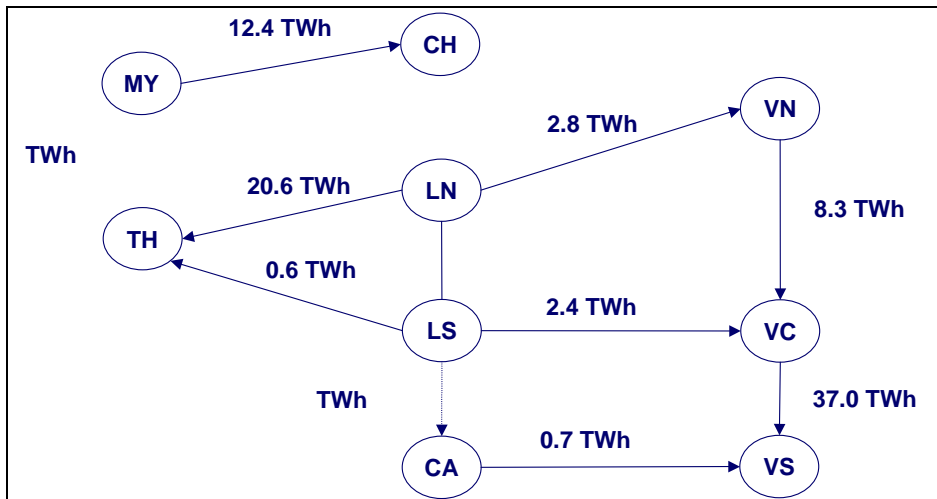 12.4 TWh
CH
MY
VN
2.8 TWh
TWh
LN
20.6 TWh
8.3 TWh
TH
0.6 TWh
2.4 TWh
LS
VC
TWh
37.0 TWh
0.7 TWh
CA
VS